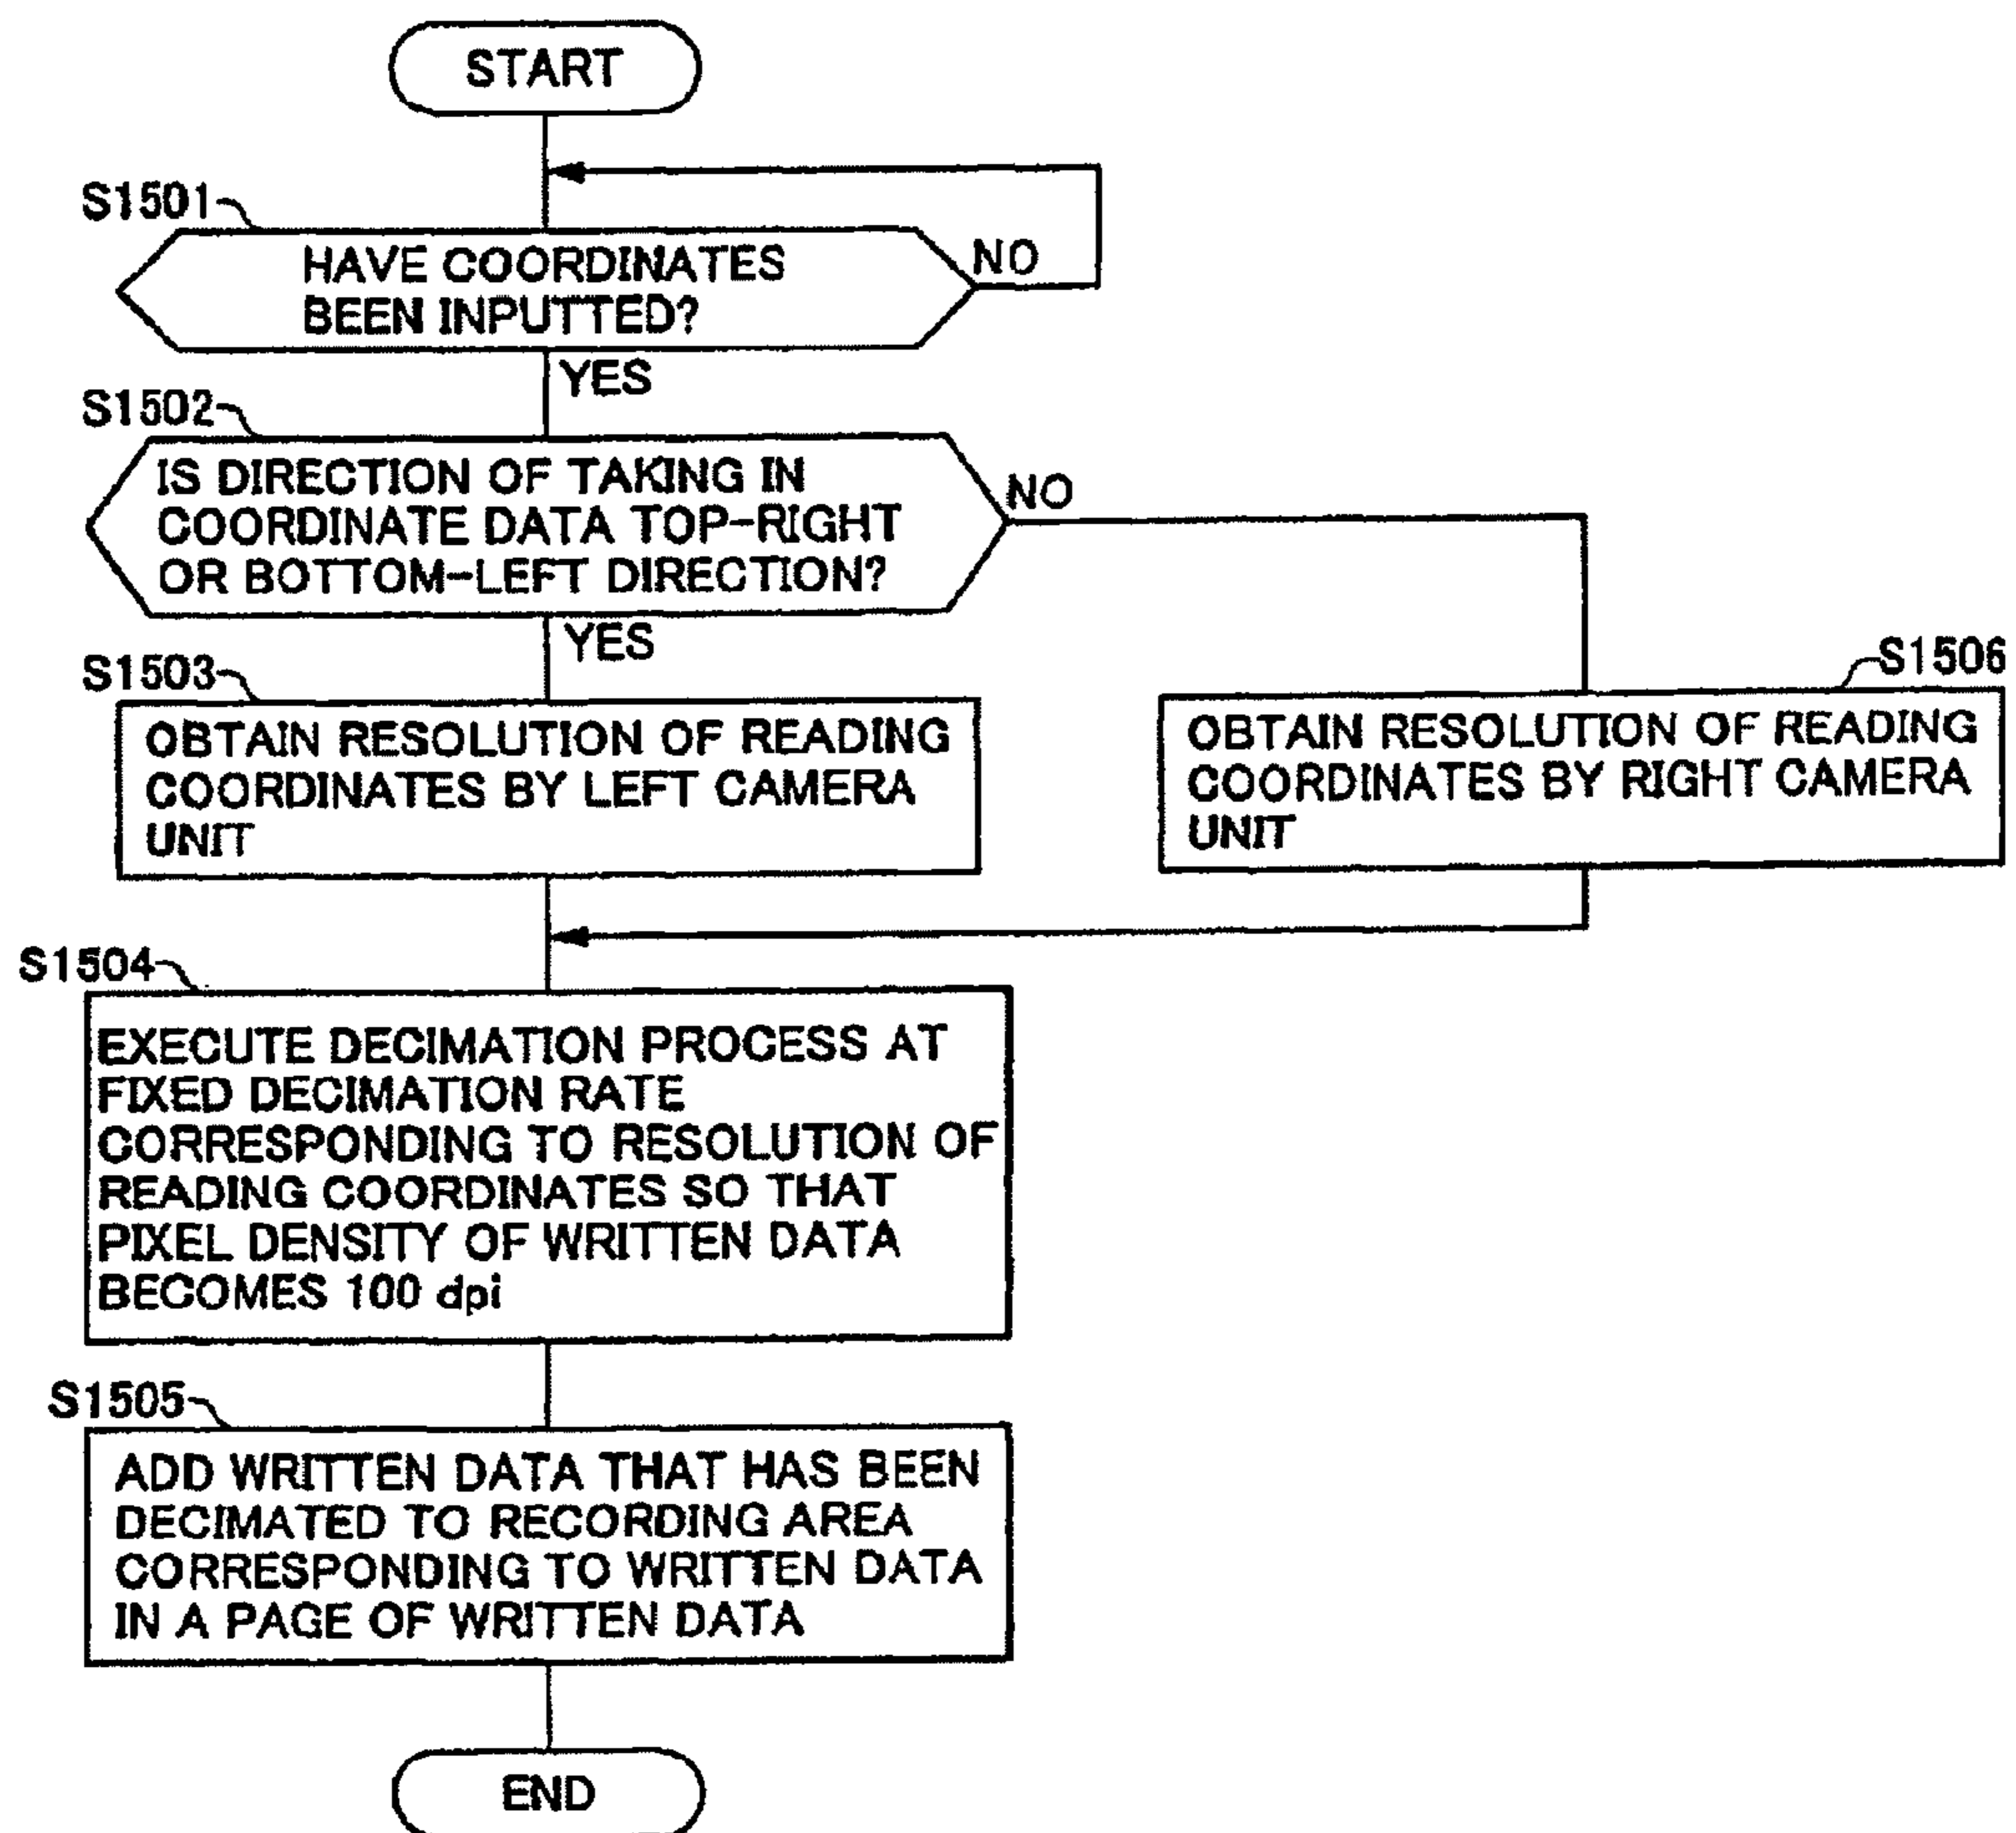 START
S1501
HAVE COORDINATES
BEEN INPUTTED?
NO
YES
S1502
IS DIRECTION OF TAKING IN
COORDINATE DATA TOP-RIGHT
OR BOTTOM-LEFT DIRECTION?
NO
YES
S1503
OBTAIN RESOLUTION OF READING
COORDINATES BY LEFT CAMERA
UNIT
S1506
OBTAIN RESOLUTION OF READING
COORDINATES BY RIGHT CAMERA
UNIT
S1504
EXECUTE DECIMATION PROCESS AT
FIXED DECIMATION RATE
CORRESPONDING TO RESOLUTION OF
READING COORDINATES SO THAT
PIXEL DENSITY OF WRITTEN DATA
BECOMES 100 dpi
S1505
ADD WRITTEN DATA THAT HAS BEEN
DECIMATED TO RECORDING AREA
CORRESPONDING TO WRITTEN DATA
IN A PAGE OF WRITTEN DATA
END